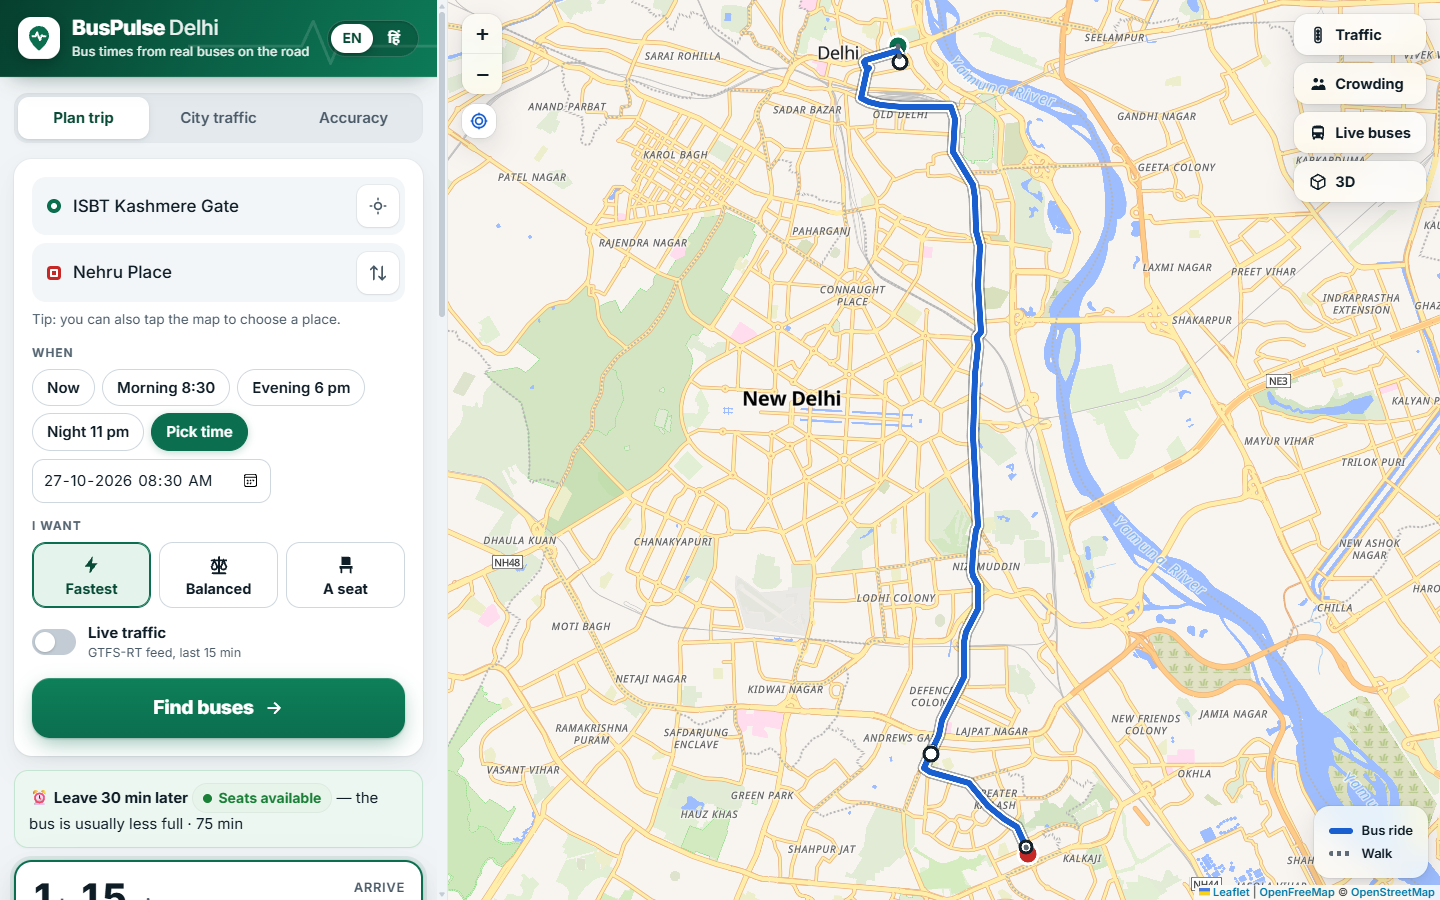 BusPulse Delhi
Bus times from real buses on the road
EN
हिं
Plan trip
City traffic
Accuracy
ISBT Kashmere Gate
Nehru Place
Tip: you can also tap the map to choose a place.
WHEN
Now
Morning 8:30
Evening 6 pm
Night 11 pm
Pick time
27-10-2026 08:30 AM
I WANT
Fastest
Balanced
A seat
Live traffic
GTFS-RT feed, last 15 min
Find buses →
⏰ Leave 30 min later ● Seats available — the
bus is usually less full · 75 min
ARRIVE
+
−
Traffic
Crowding
Live buses
3D
Delhi
SEELAMPUR
SARAI ROHILLA
Yamuna River
ANAND PARBAT
SADAR BAZAR
OLD DELHI
GANDHI NAGAR
KAROL BAGH
GEETA COLONY
KARKARDUMA
PATEL NAGAR
PAHARGANJ
RAJENDRA NAGAR
LAXMI NAGAR
PREET VIHAR
CONNAUGHT
PLACE
INDRAPRASTHA
EXTENSION
SHAKARPUR
NE3
New Delhi
MAYUR VIHAR
TRILOK PURI
DHAULA KUAN
CHANAKYAPURI
NH48
Yamuna River
NEW ASHOK
NAGAR
LODHI COLONY
CHILLA
MOTI BAGH
NETAJI NAGAR
KIDWAI NAGAR
RAMAKRISHNA
PURAM
SAFDARJUNG
ENCLAVE
LAJPAT NAGAR
NEW FRIENDS
COLONY
JAMIA NAGAR
VASANT VIHAR
OKHLA
GREEN PARK
HAUZ KHAS
SHAHPUR JAT
KALKAJI
Bus ride
Walk
Leaflet | OpenFreeMap © OpenStreetMap